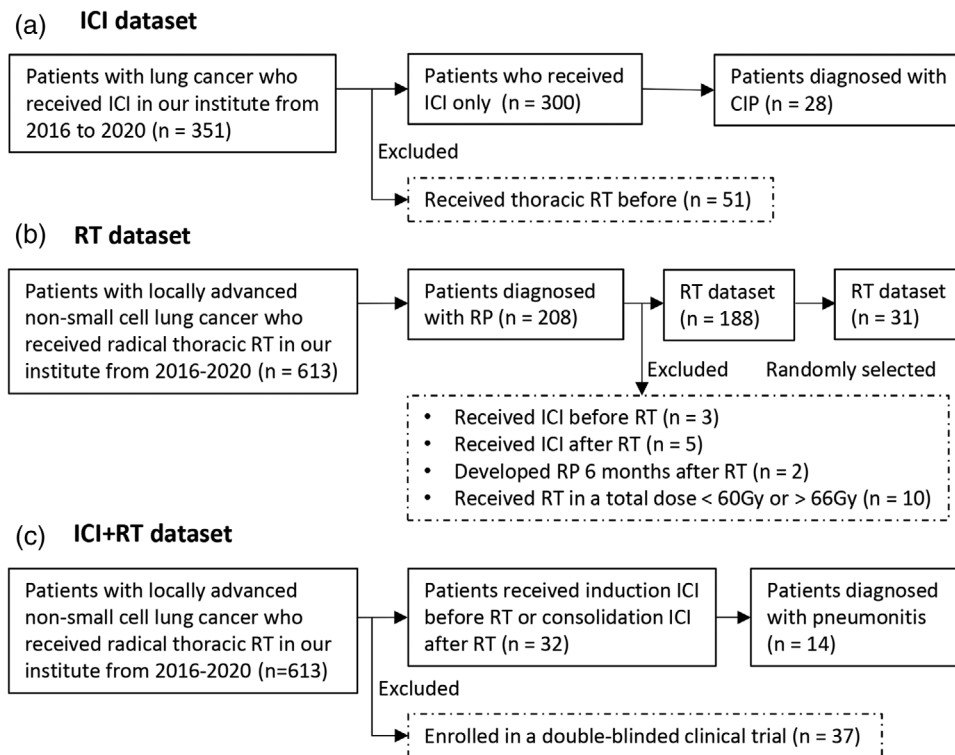 (a) ICI dataset
Patients with lung cancer who
received ICI in our institute from
2016 to 2020 (n = 351)
Patients who received
ICI only (n = 300)
Patients diagnosed with
CIP (n = 28)
Excluded
Received thoracic RT before (n = 51)
(b) RT dataset
Patients with locally advanced
non-small cell lung cancer who
received radical thoracic RT in our
institute from 2016-2020 (n = 613)
Patients diagnosed
with RP (n = 208)
RT dataset
(n = 188)
RT dataset
(n = 31)
Excluded
Randomly selected
• Received ICI before RT (n = 3)
• Received ICI after RT (n = 5)
• Developed RP 6 months after RT (n = 2)
• Received RT in a total dose < 60Gy or > 66Gy (n = 10)
(c) ICI+RT dataset
Patients with locally advanced
non-small cell lung cancer who
received radical thoracic RT in our
institute from 2016-2020 (n=613)
Patients received induction ICI
before RT or consolidation ICI
after RT (n = 32)
Patients diagnosed
with pneumonitis
(n = 14)
Excluded
Enrolled in a double-blinded clinical trial (n = 37)